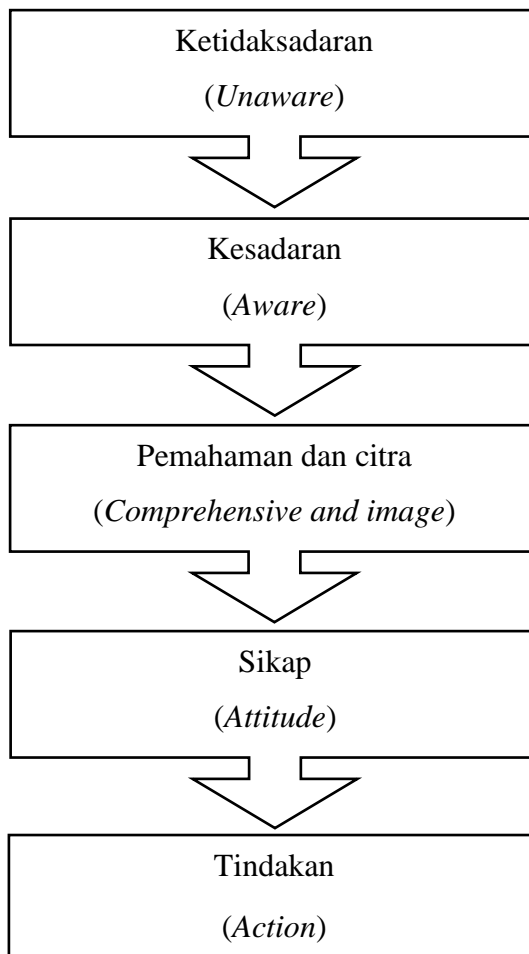 Ketidaksadaran
(Unaware)
Kesadaran
(Aware)
Pemahaman dan citra
(Comprehensive and image)
Sikap
(Attitude)
Tindakan
(Action)